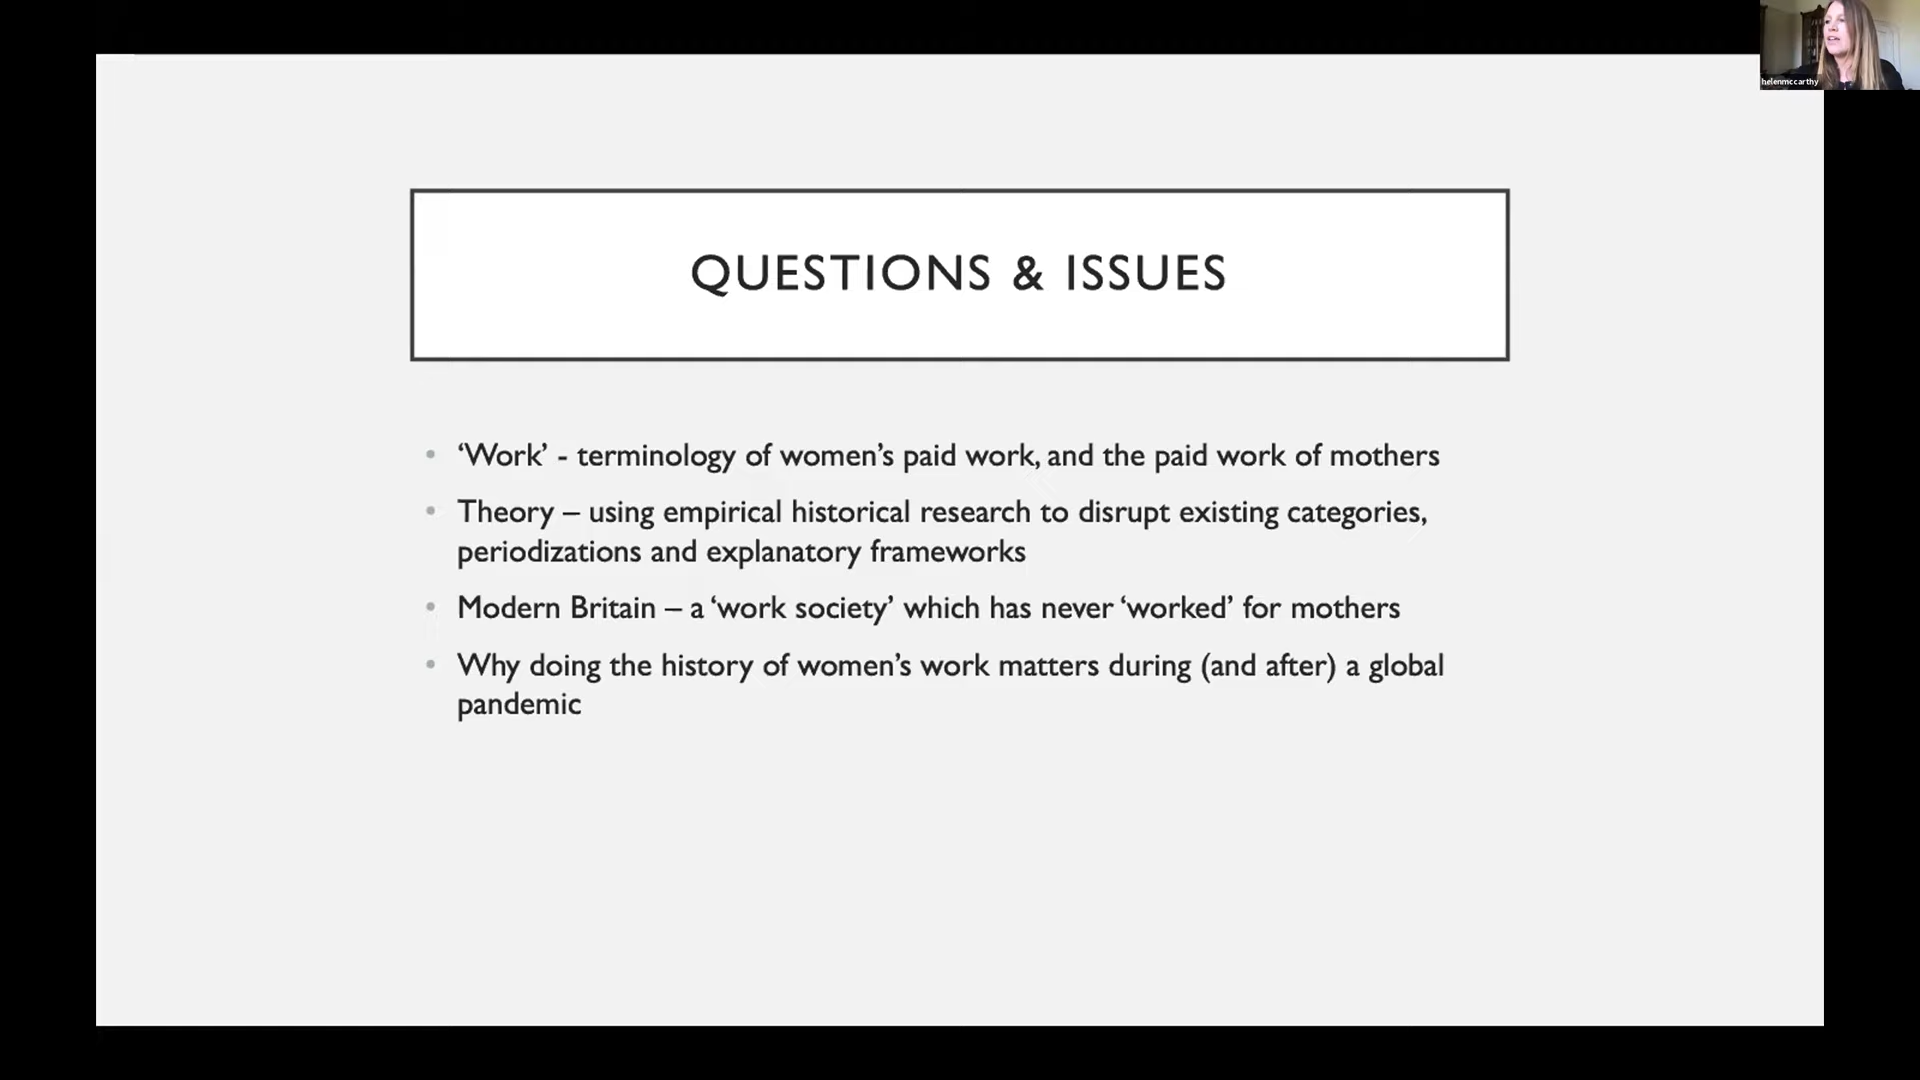 helenmccarthy
QUESTIONS & ISSUES
• ‘Work’ - terminology of women’s paid work, and the paid work of mothers
• Theory – using empirical historical research to disrupt existing categories,
periodizations and explanatory frameworks
• Modern Britain – a ‘work society’ which has never ‘worked’ for mothers
• Why doing the history of women’s work matters during (and after) a global
pandemic